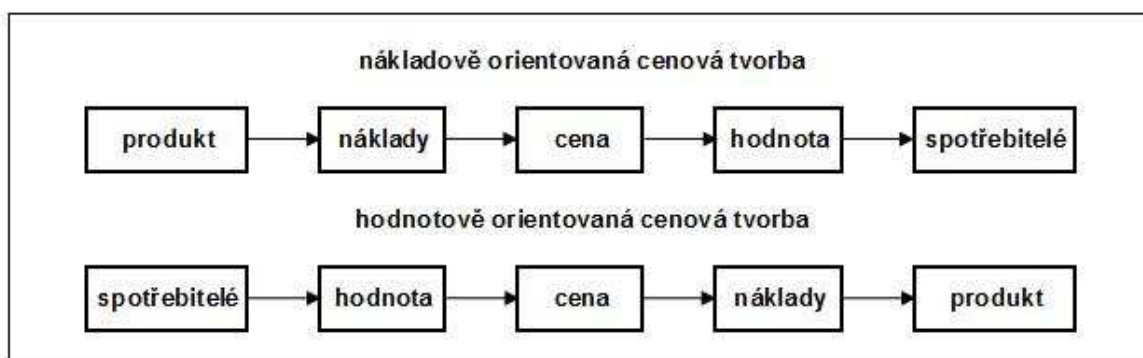 nákladově orientovaná cenová tvorba
produkt náklady cena hodnota spotřebitelé
hodnotově orientovaná cenová tvorba
spotřebitelé hodnota cena náklady produkt